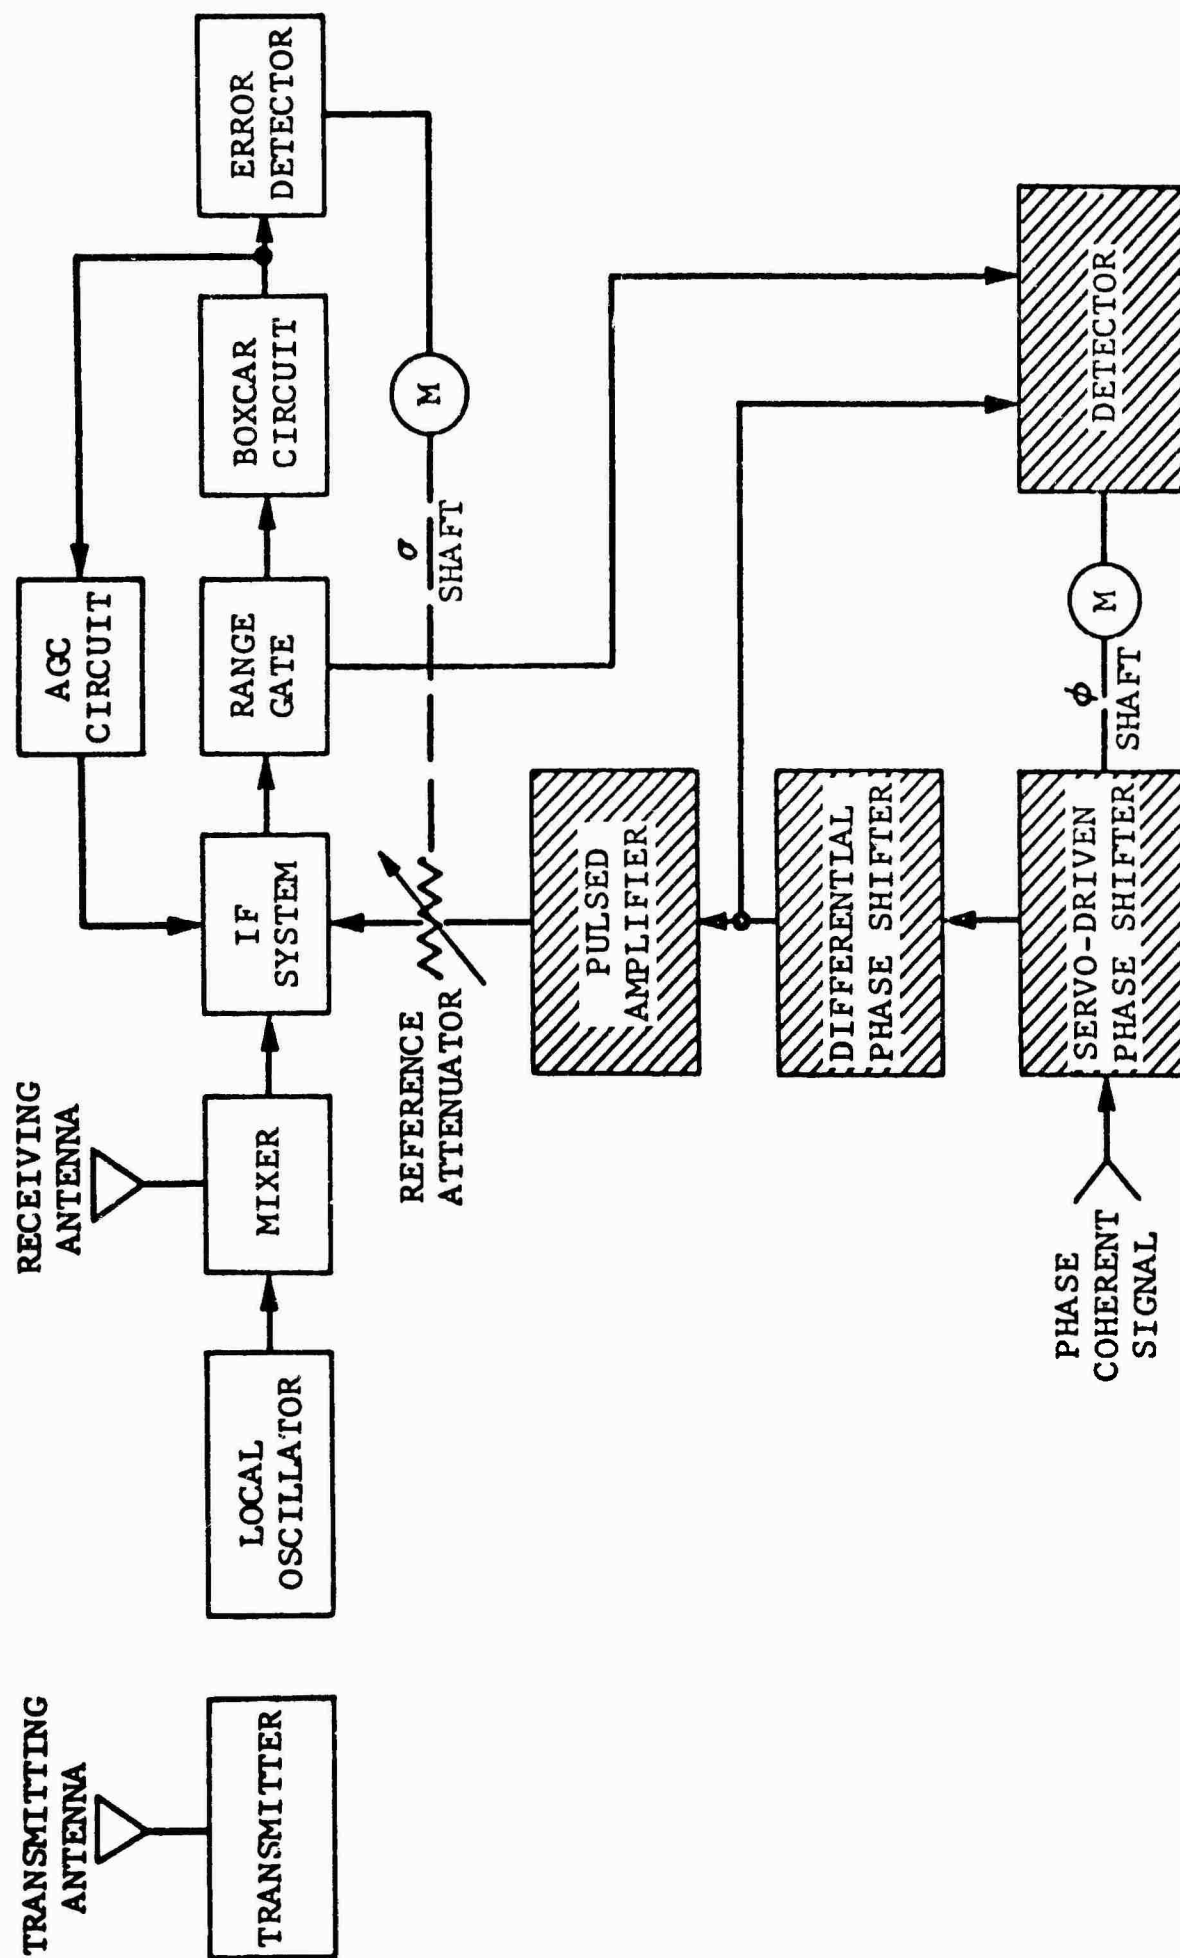 TRANSMITTING
ANTENNA
TRANSMITTER
LOCAL
OSCILLATOR
RECEIVING
ANTENNA
MIXER
IF
SYSTEM
AGC
CIRCUIT
RANGE
GATE
BOXCAR
CIRCUIT
ERROR
DETECTOR
REFERENCE
ATTENUATOR
σ
SHAFT
M
PULSED
AMPLIFIER
DIFFERENTIAL
PHASE SHIFTER
PHASE
COHERENT
SIGNAL
SERVO-DRIVEN
PHASE SHIFTER
ϕ
SHAFT
M
DETECTOR